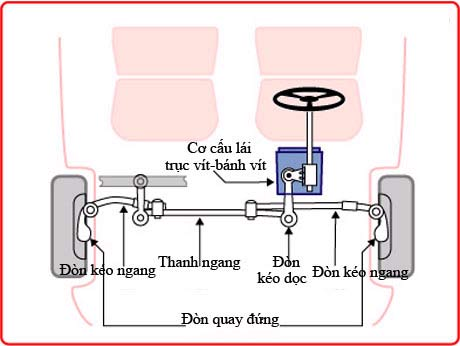 Cơ cấu lái
trục vít-bánh vít
Đòn kéo ngang
Thanh ngang
Đòn
kéo dọc
Đòn kéo ngang
Đòn quay đứng